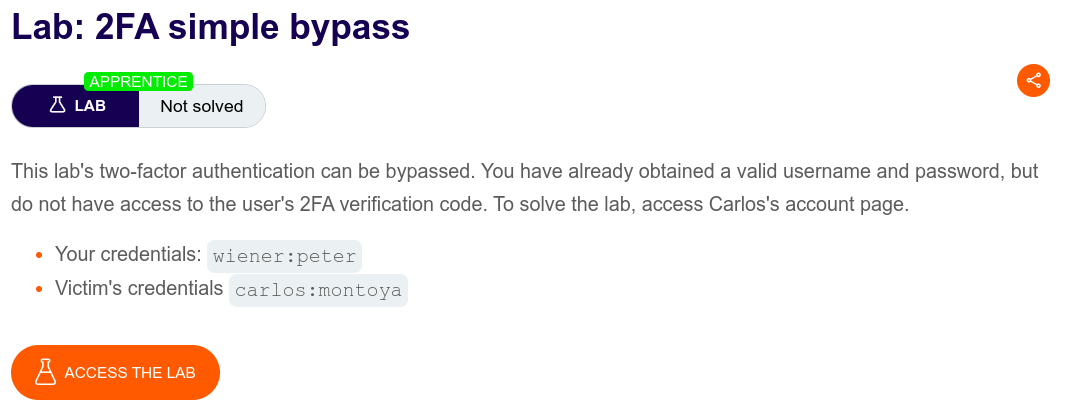 Lab: 2FA simple bypass
APPRENTICE
LAB
Not solved
This lab's two-factor authentication can be bypassed. You have already obtained a valid username and password, but
do not have access to the user's 2FA verification code. To solve the lab, access Carlos's account page.
Your credentials: wiener:peter
Victim's credentials carlos:montoya
ACCESS THE LAB